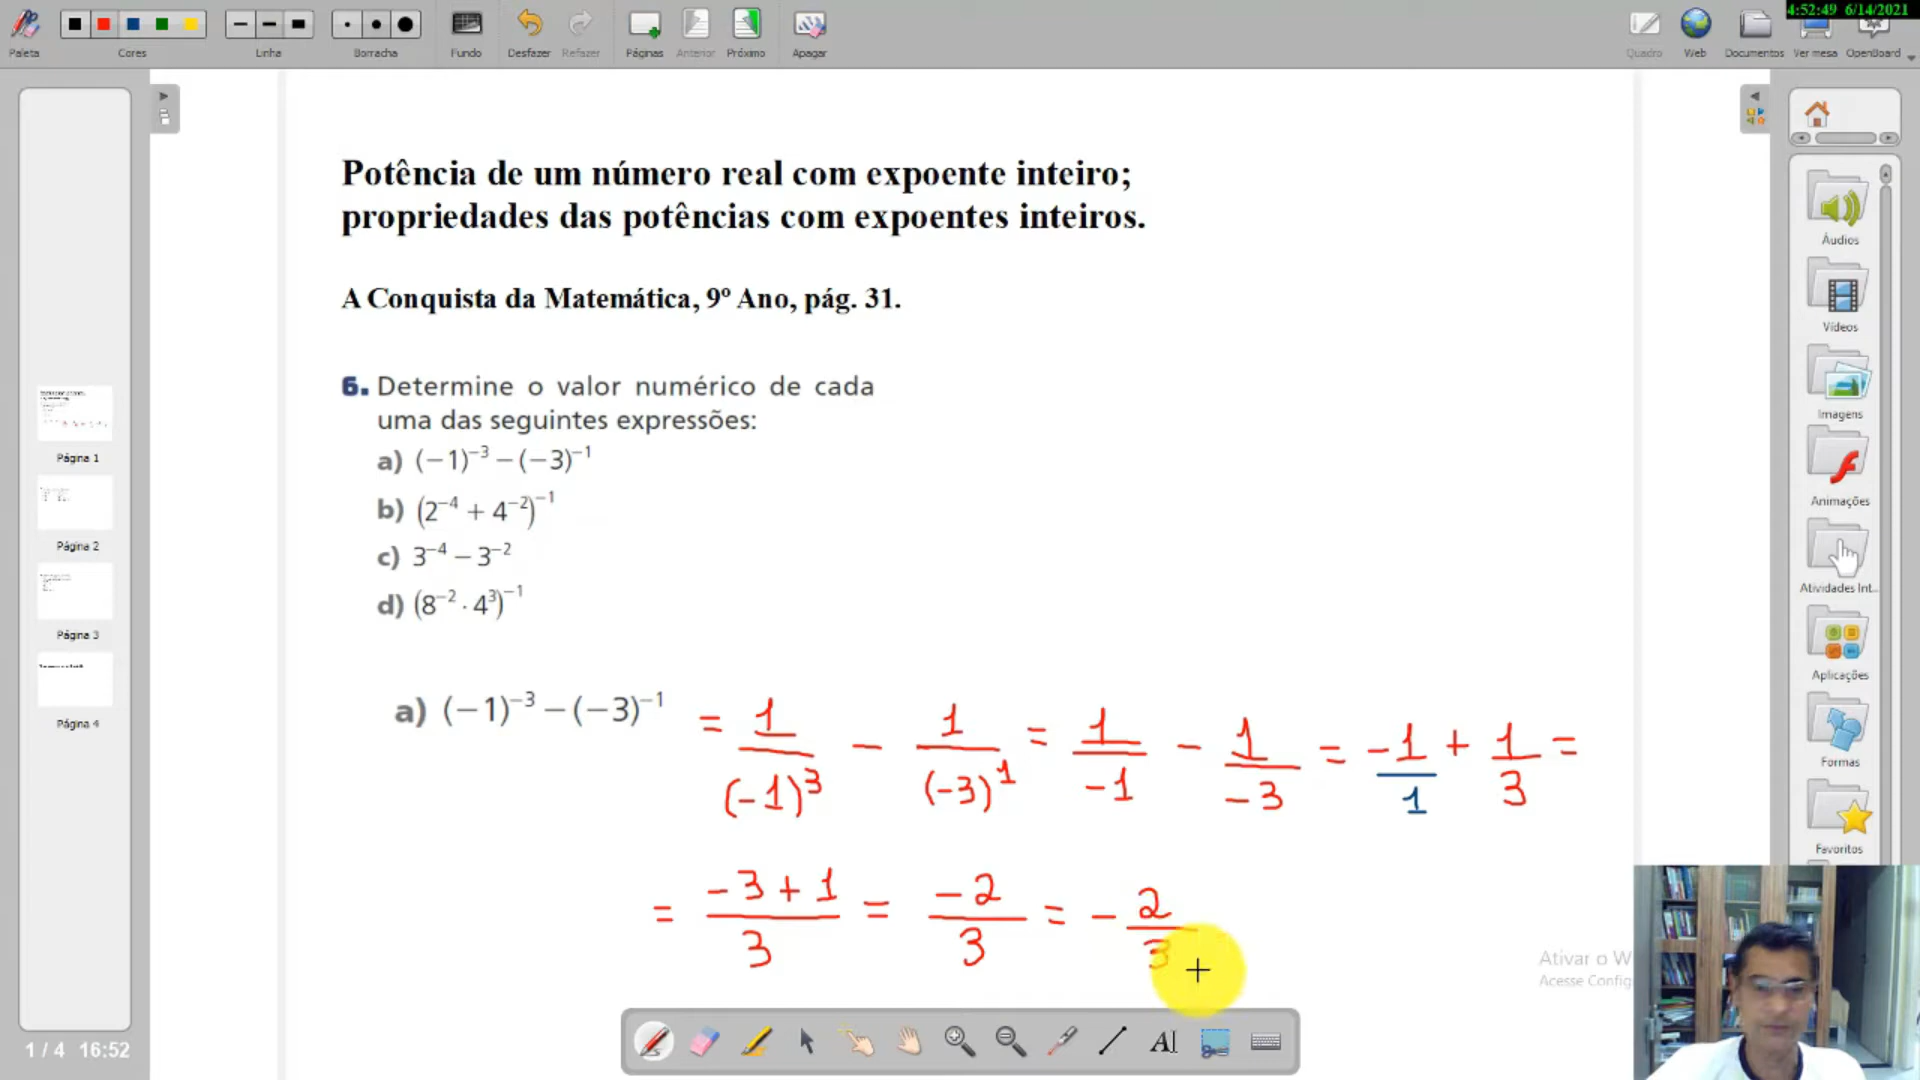 4:52:49 6/14/2021
Paleta Cores Linha Borracha Fundo Desfazer Refazer Páginas Anterior Próximo Apagar Quadro Web Documentos Ver mesa OpenBoard
Potência de um número real com expoente inteiro;
propriedades das potências com expoentes inteiros.
A Conquista da Matemática, 9º Ano, pág. 31.
6. Determine o valor numérico de cada
uma das seguintes expressões:
a) (−1)⁻³ − (−3)⁻¹
b) (2⁻⁴ + 4⁻²)⁻¹
c) 3⁻⁴ − 3⁻²
d) (8⁻² · 4³)⁻¹
a) (−1)⁻³ − (−3)⁻¹ = 1/(-1)³ - 1/(-3)¹ = 1/-1 - 1/-3 = -1/1 + 1/3 =
= -3+1/3 = -2/3 = - 2/3
Página 1
Página 2
Página 3
Página 4
1 / 4 16:52
Áudios
Vídeos
Imagens
Animações
Atividades Int...
Aplicações
Formas
Favoritos
Ativar o W
Acesse Config